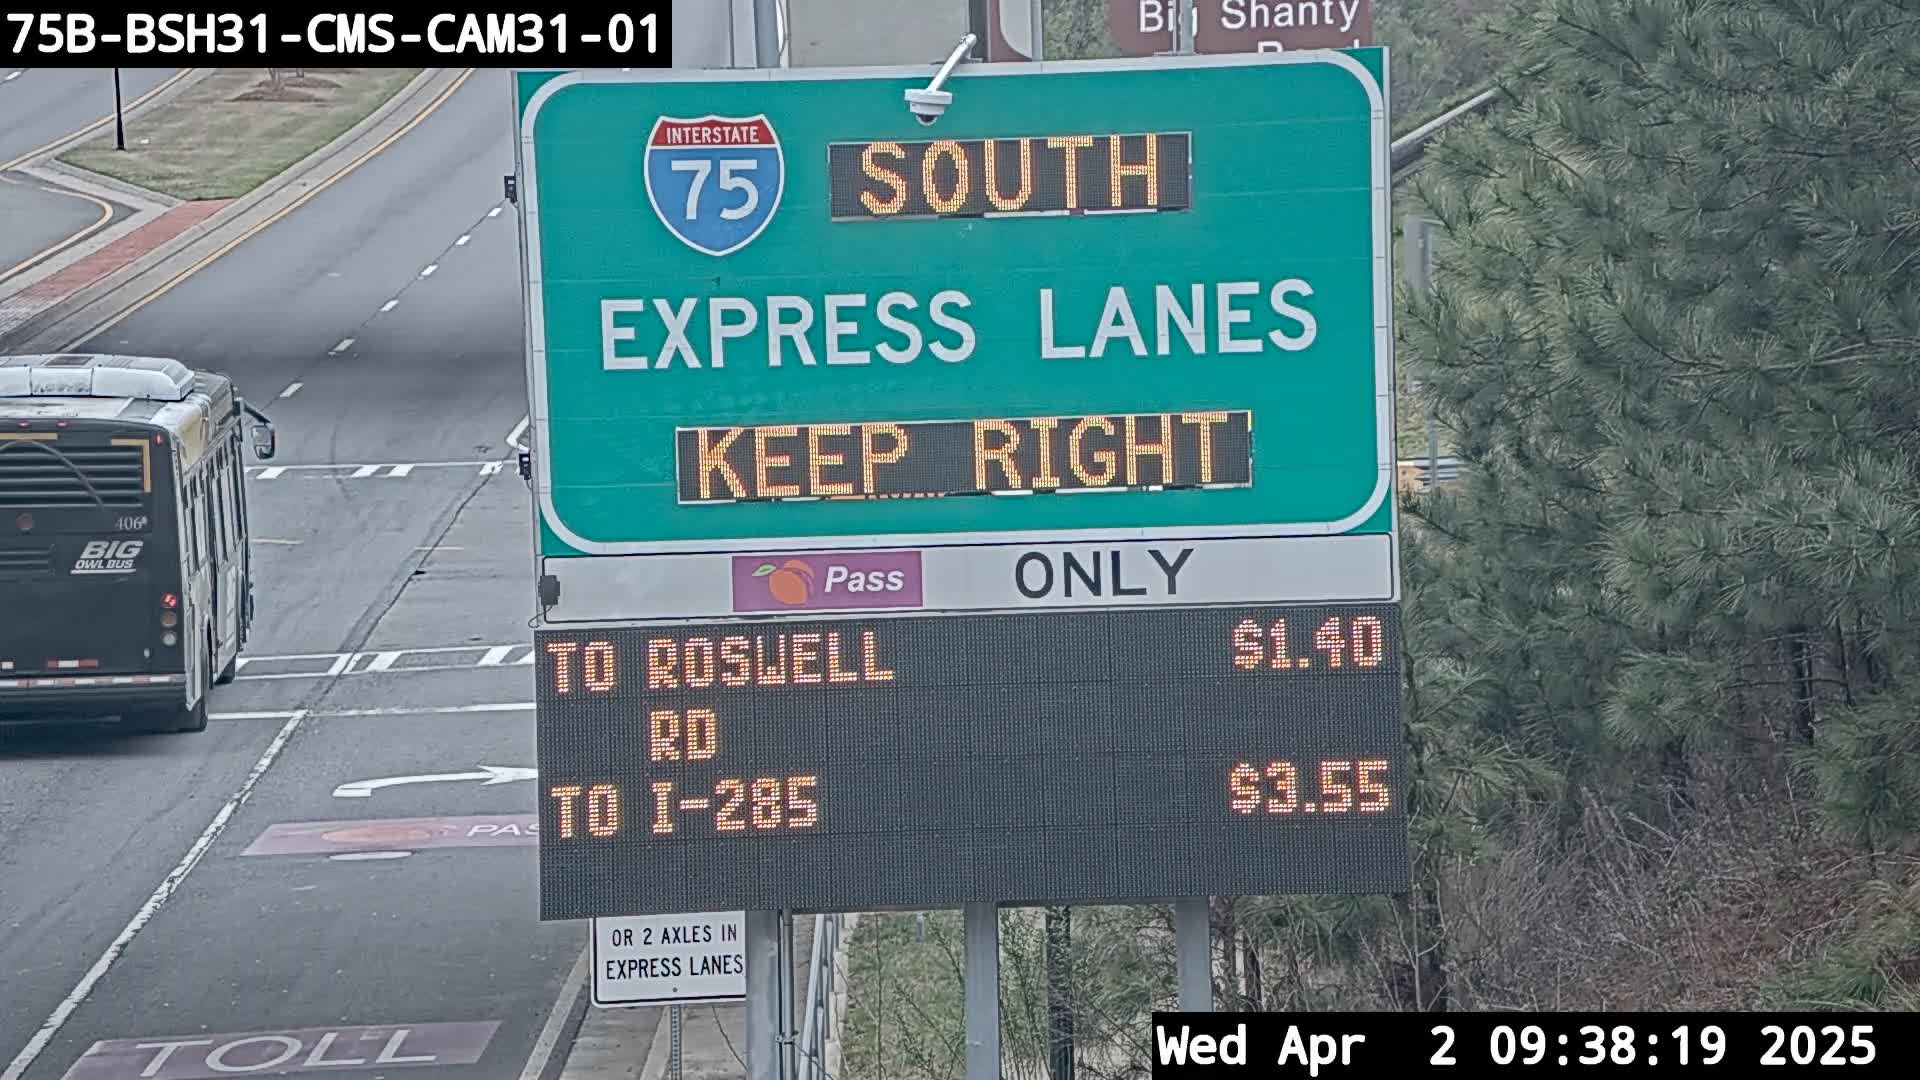 75B-BSH31-CMS-CAM31-01
Big Shanty
Road
INTERSTATE
75
SOUTH
EXPRESS LANES
KEEP RIGHT
Pass
ONLY
TO ROSWELL $1.40
RD
TO I-285 $3.55
406
BIG
OWL BUS
PAS
OR 2 AXLES IN
EXPRESS LANES
TOLL
Wed Apr 2 09:38:19 2025